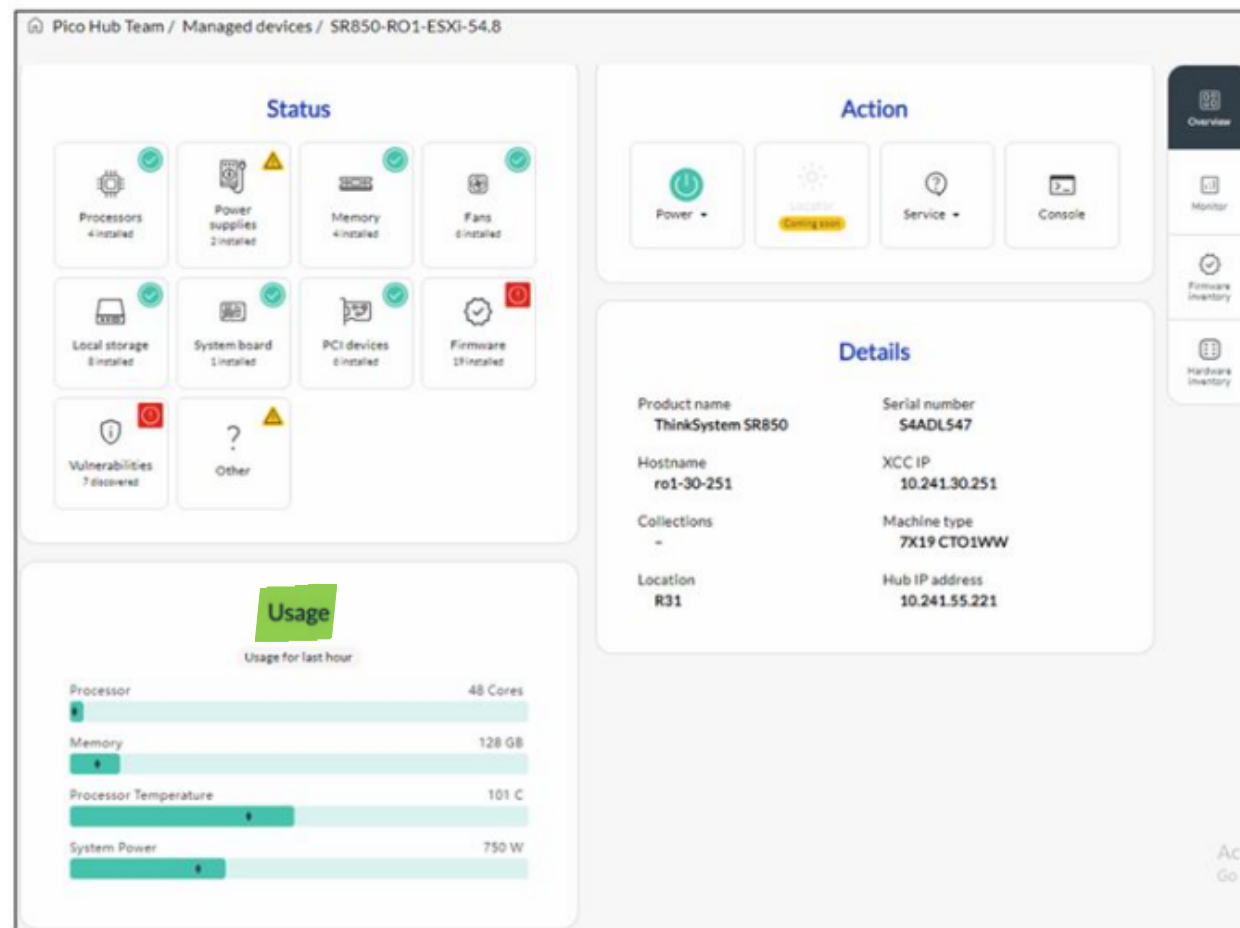 Pico Hub Team / Managed devices / SR850-RO1-ESXi-54.8
Status
Processors
4 installed
Power
supplies
2 installed
Memory
4 installed
Fans
6 installed
Local storage
8 installed
System board
1 installed
PCI devices
6 installed
Firmware
19 installed
Vulnerabilities
7 discovered
?
Other
Usage
Usage for last hour
Processor 48 Cores
Memory 128 GB
Processor Temperature 101 C
System Power 750 W
Action
Power
Locator
Coming soon
Service
Console
Details
Product name
ThinkSystem SR850
Serial number
S4ADL547
Hostname
ro1-30-251
XCC IP
10.241.30.251
Collections
-
Machine type
7X19 CTO1WW
Location
R31
Hub IP address
10.241.55.221
Overview
Monitor
Firmware
inventory
Hardware
inventory
Ac
Go